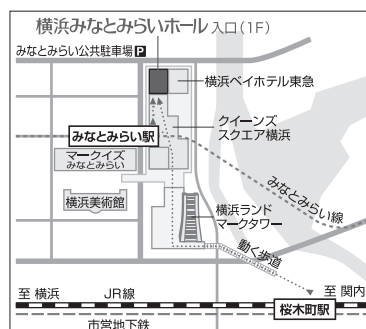 横浜みなとみらいホール 入口(1F)
みなとみらい公共駐車場 P
横浜ベイホテル東急
クイーンズ
スクエア横浜
みなとみらい駅
マークイズ
みなとみらい
みなとみらい線
横浜美術館
横浜ランド
マークタワー
動く歩道
至 横浜
JR線
至 関内
桜木町駅
市営地下鉄